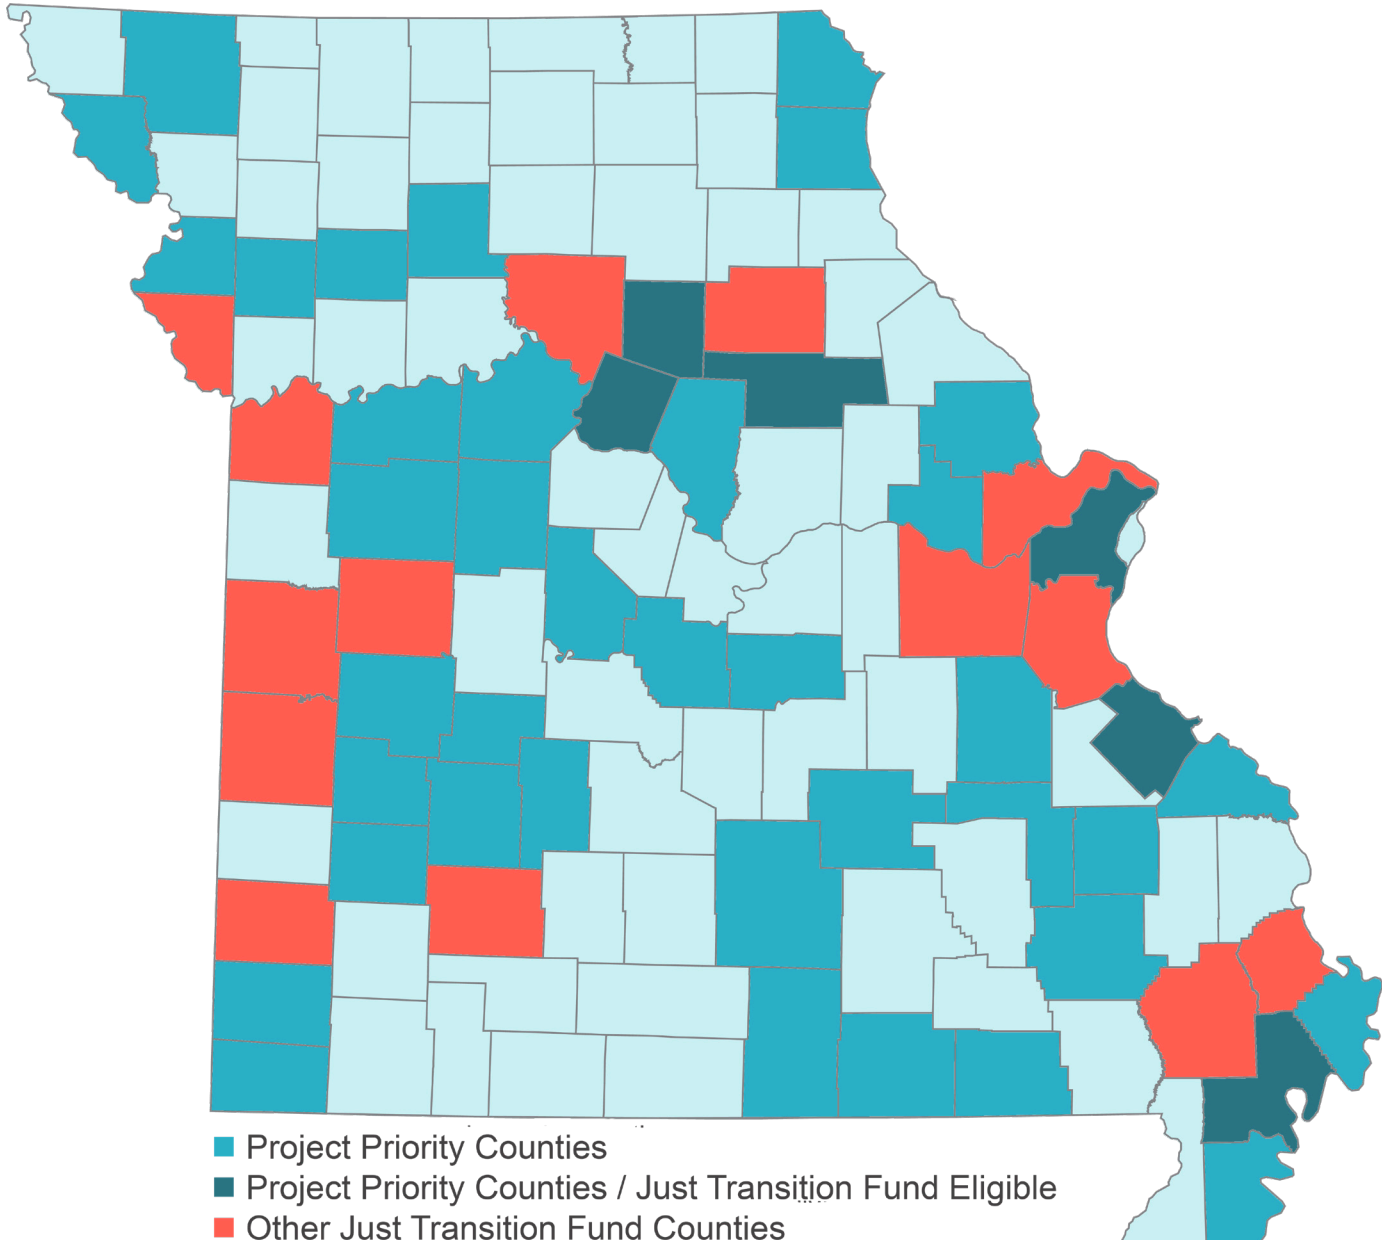 Project Priority Counties
Project Priority Counties / Just Transition Fund Eligible
Other Just Transition Fund Counties